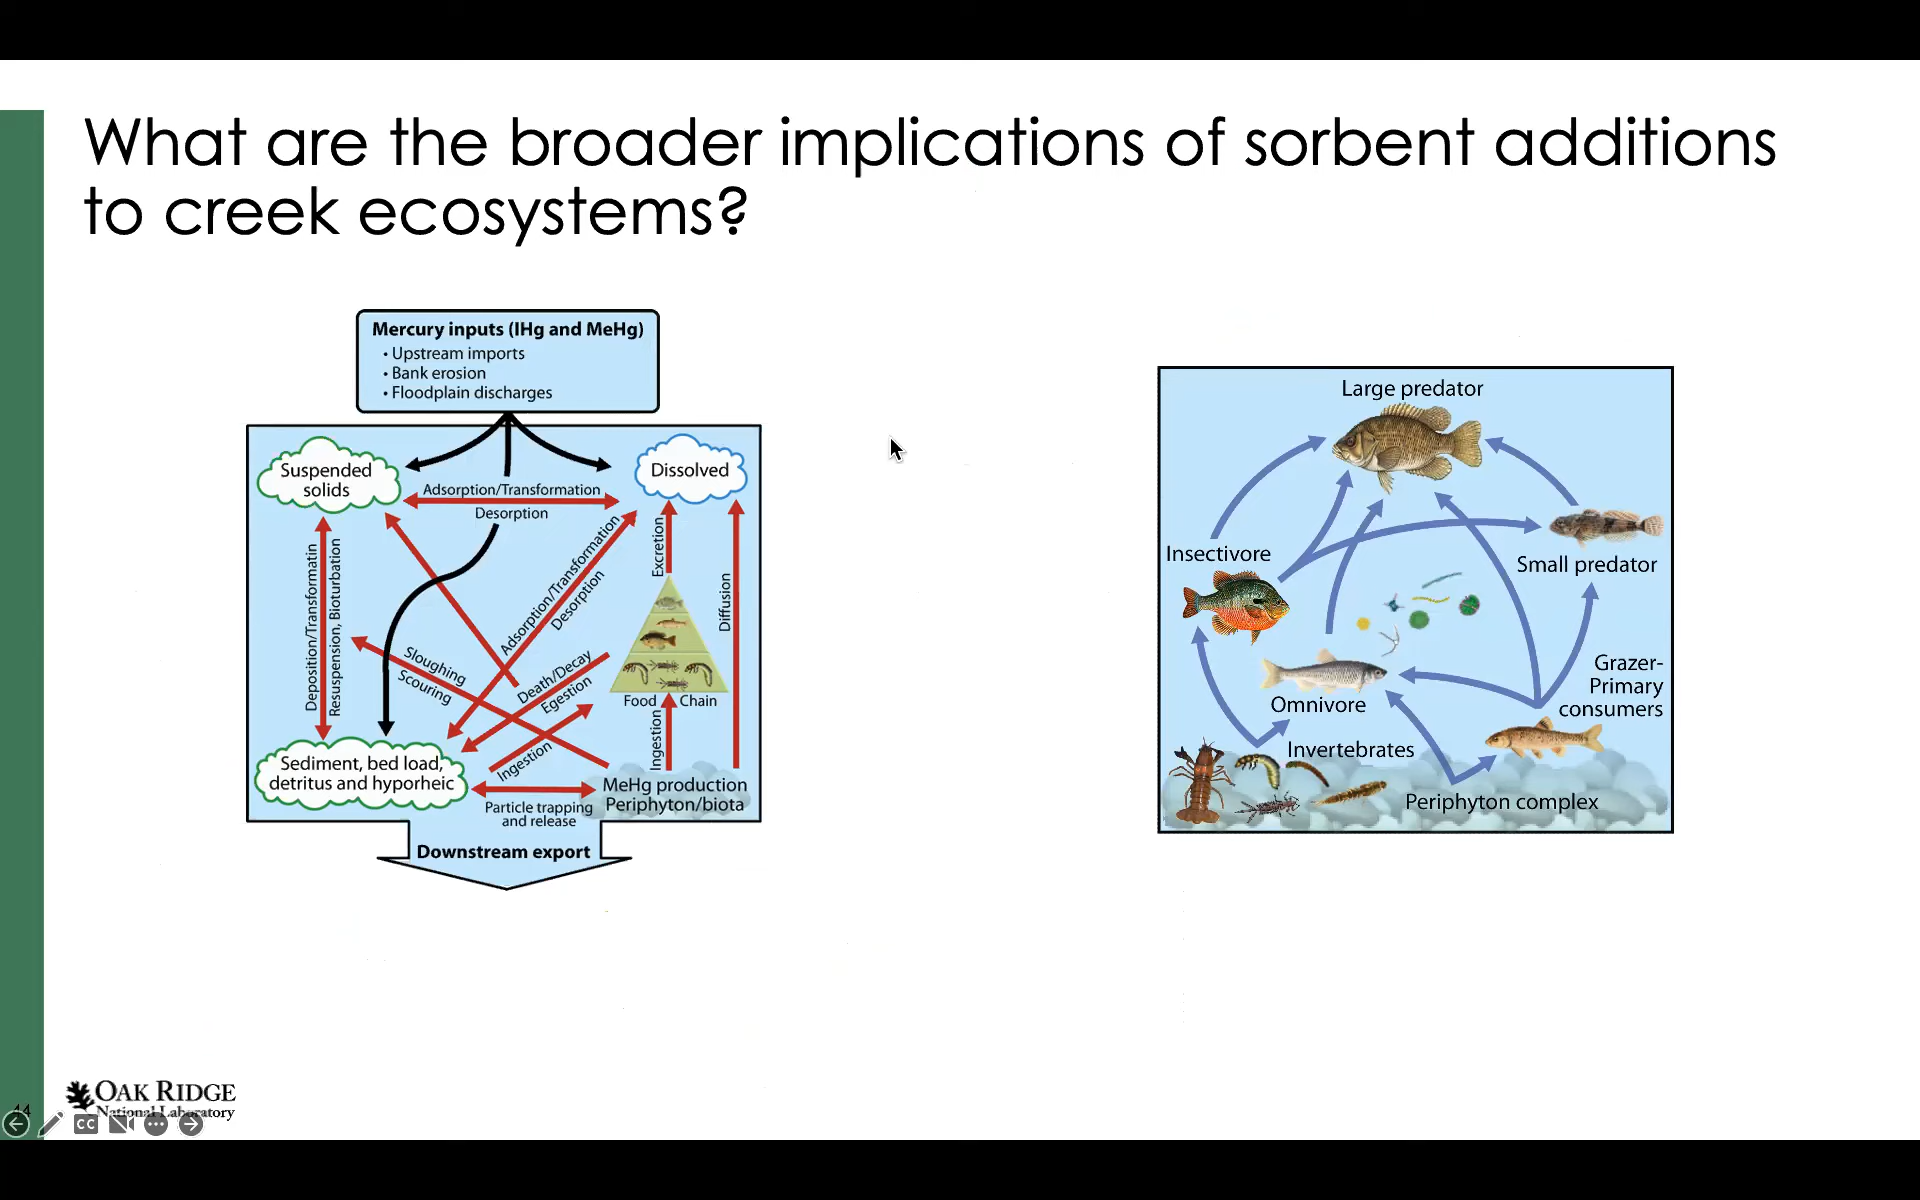 What are the broader implications of sorbent additions
to creek ecosystems?
Mercury inputs (IHg and MeHg)
• Upstream imports
• Bank erosion
• Floodplain discharges
Suspended
solids
Dissolved
Adsorption/Transformation
Desorption
Deposition/Transformatin
Resuspension, Bioturbation
Adsorption/Transformation
Desorption
Excretion
Diffusion
Sloughing
Scouring
Death/Decay
Egestion
Ingestion
Food Chain
Ingestion
Sediment, bed load,
detritus and hyporheic
MeHg production
Periphyton/biota
Particle trapping
and release
Downstream export
Large predator
Insectivore
Small predator
Omnivore
Grazer-
Primary
consumers
Invertebrates
Periphyton complex
OAK RIDGE
National Laboratory
44
CC